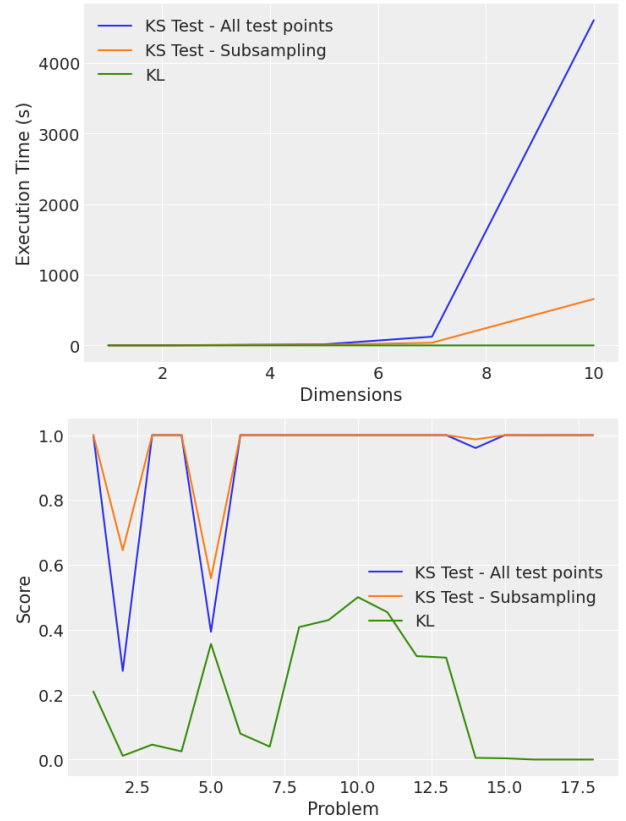 KS Test - All test points
KS Test - Subsampling
KL
Execution Time (s)
4000
3000
2000
1000
0
2 4 6 8 10
Dimensions
1.0
0.8
0.6
0.4
0.2
0.0
Score
KS Test - All test points
KS Test - Subsampling
KL
2.5 5.0 7.5 10.0 12.5 15.0 17.5
Problem